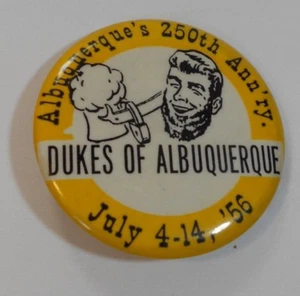 Albuquerque's 250th Ann'ry.
DUKES OF ALBUQUERQUE
July 4-14, '56